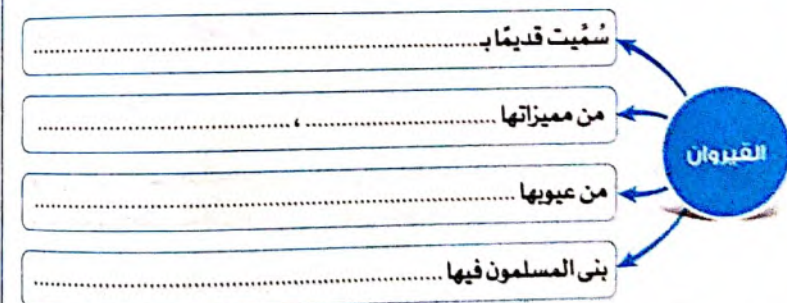 سُمِّيت قديمًا بـ..............................
القيروان
من مميزاتها .............................. ، ..............................
من عيوبها ..............................
بنى المسلمون فيها ..............................